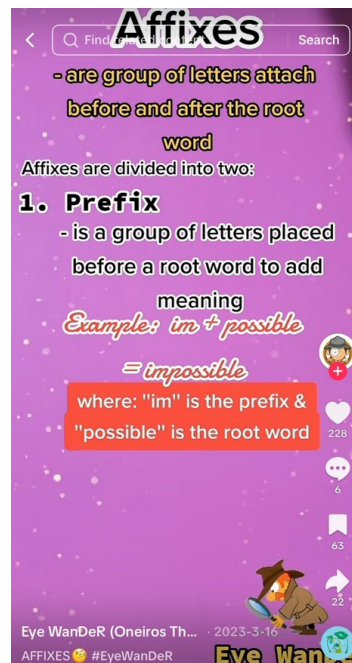 Affixes
Find related content
Search
- are group of letters attach
before and after the root
word
Affixes are divided into two:
1. Prefix
- is a group of letters placed
before a root word to add
meaning
Example: im + possible
= impossible
where: "im" is the prefix &
"possible" is the root word
228
6
63
22
Eye WanDeR (Oneiros Th... · 2023-3-16
AFFIXES🧐 #EyeWanDeR
Eye Wan